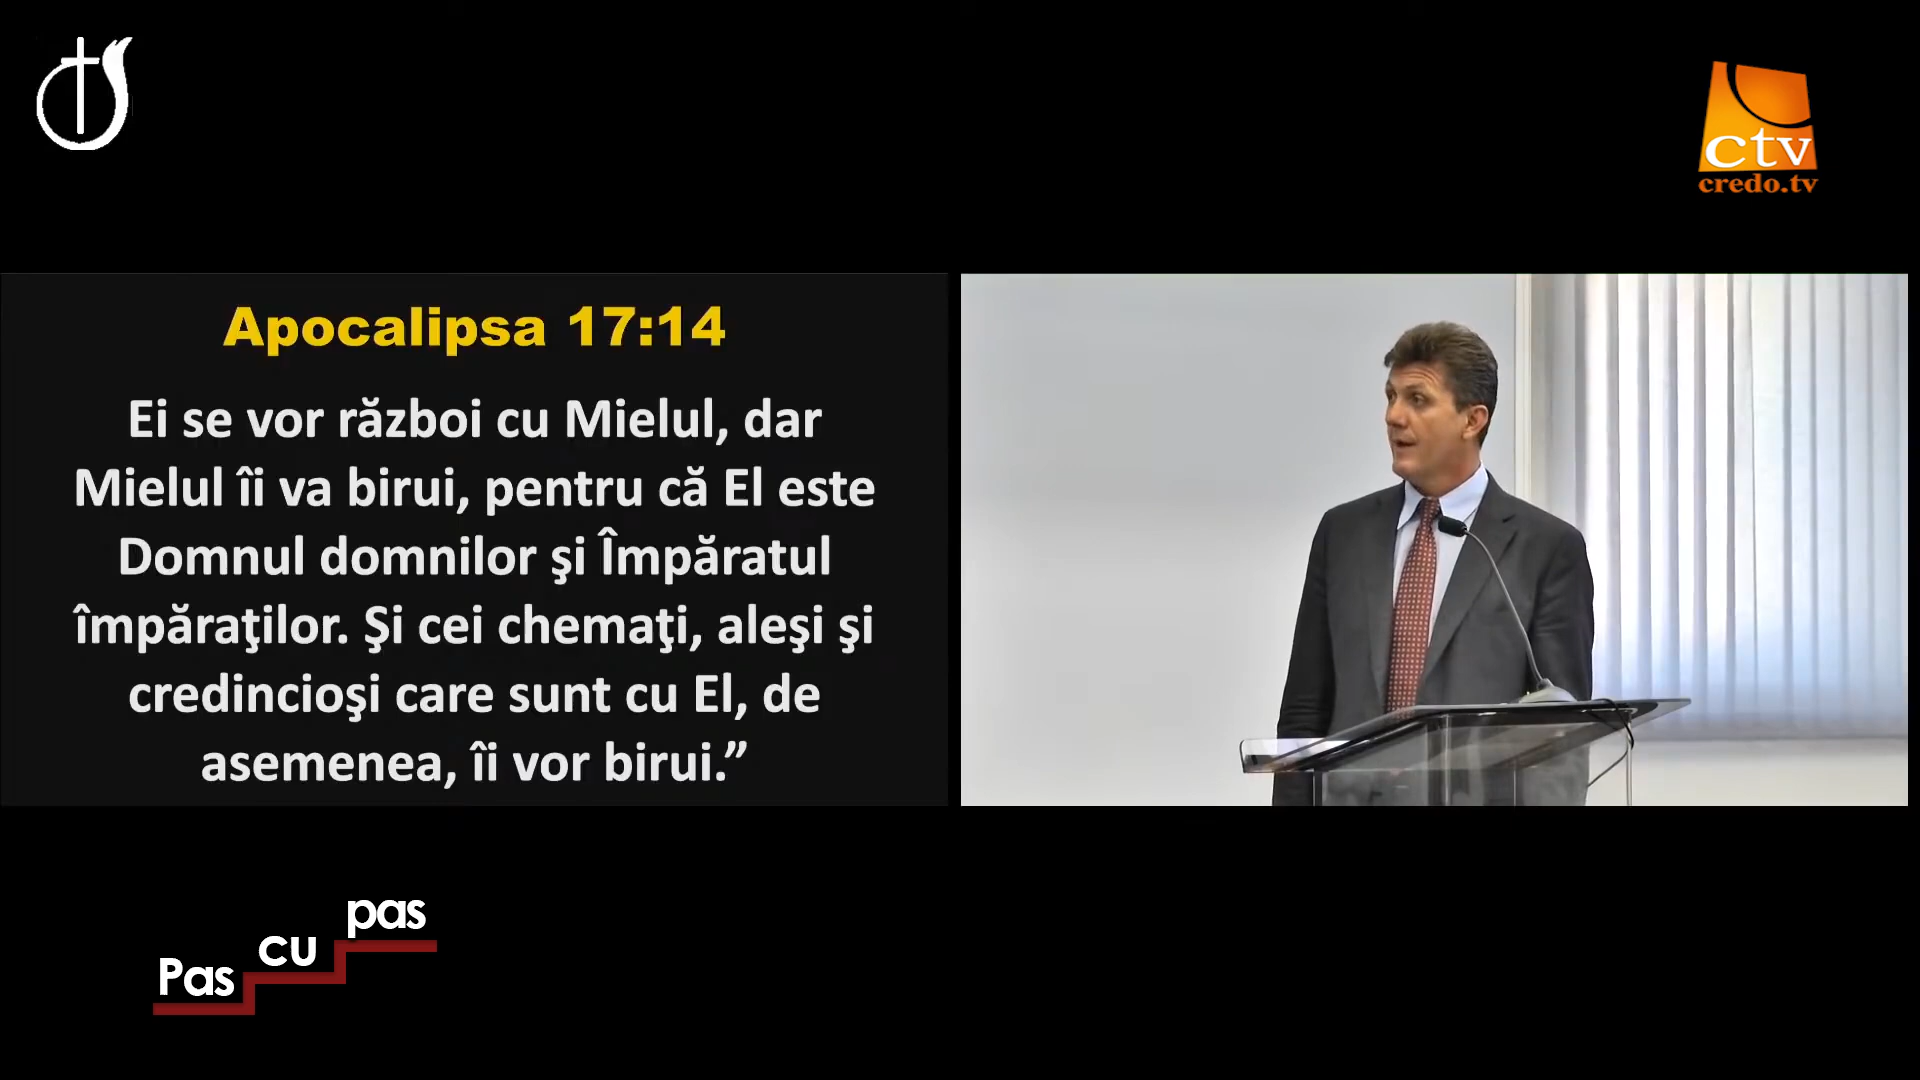 ctv
credo.tv
Apocalipsa 17:14
Ei se vor război cu Mielul, dar
Mielul îi va birui, pentru că El este
Domnul domnilor şi Împăratul
împăraţilor. Şi cei chemaţi, aleşi şi
credincioşi care sunt cu El, de
asemenea, îi vor birui.”
Pas cu pas